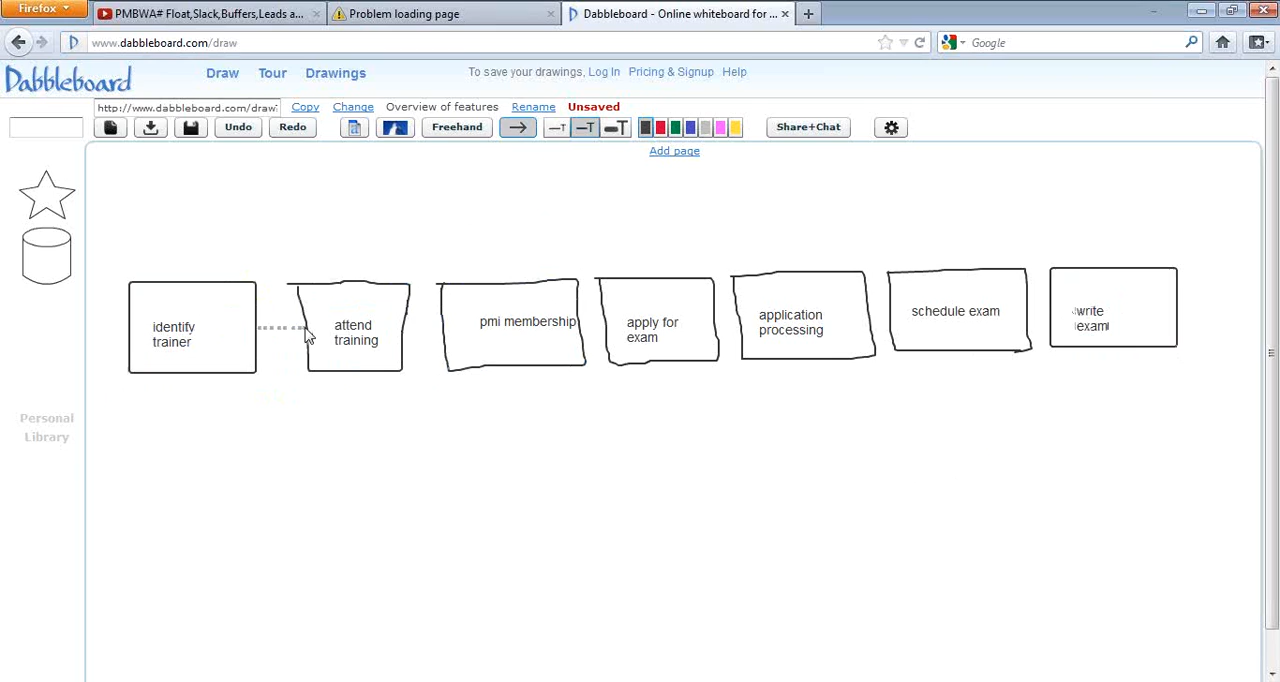 Firefox
PMBWA# Float,Slack,Buffers,Leads a...
Problem loading page
Dabbleboard - Online whiteboard for ...
www.dabbleboard.com/draw
Google
Dabbleboard
Draw
Tour
Drawings
To save your drawings, Log In
Pricing & Signup
Help
http://www.dabbleboard.com/draw
Copy
Change
Overview of features
Rename
Unsaved
Undo
Redo
Freehand
T
T
T
Share+Chat
Add page
identify
trainer
attend
training
pmi membership
apply for
exam
application
processing
schedule exam
write
exam
Personal
Library